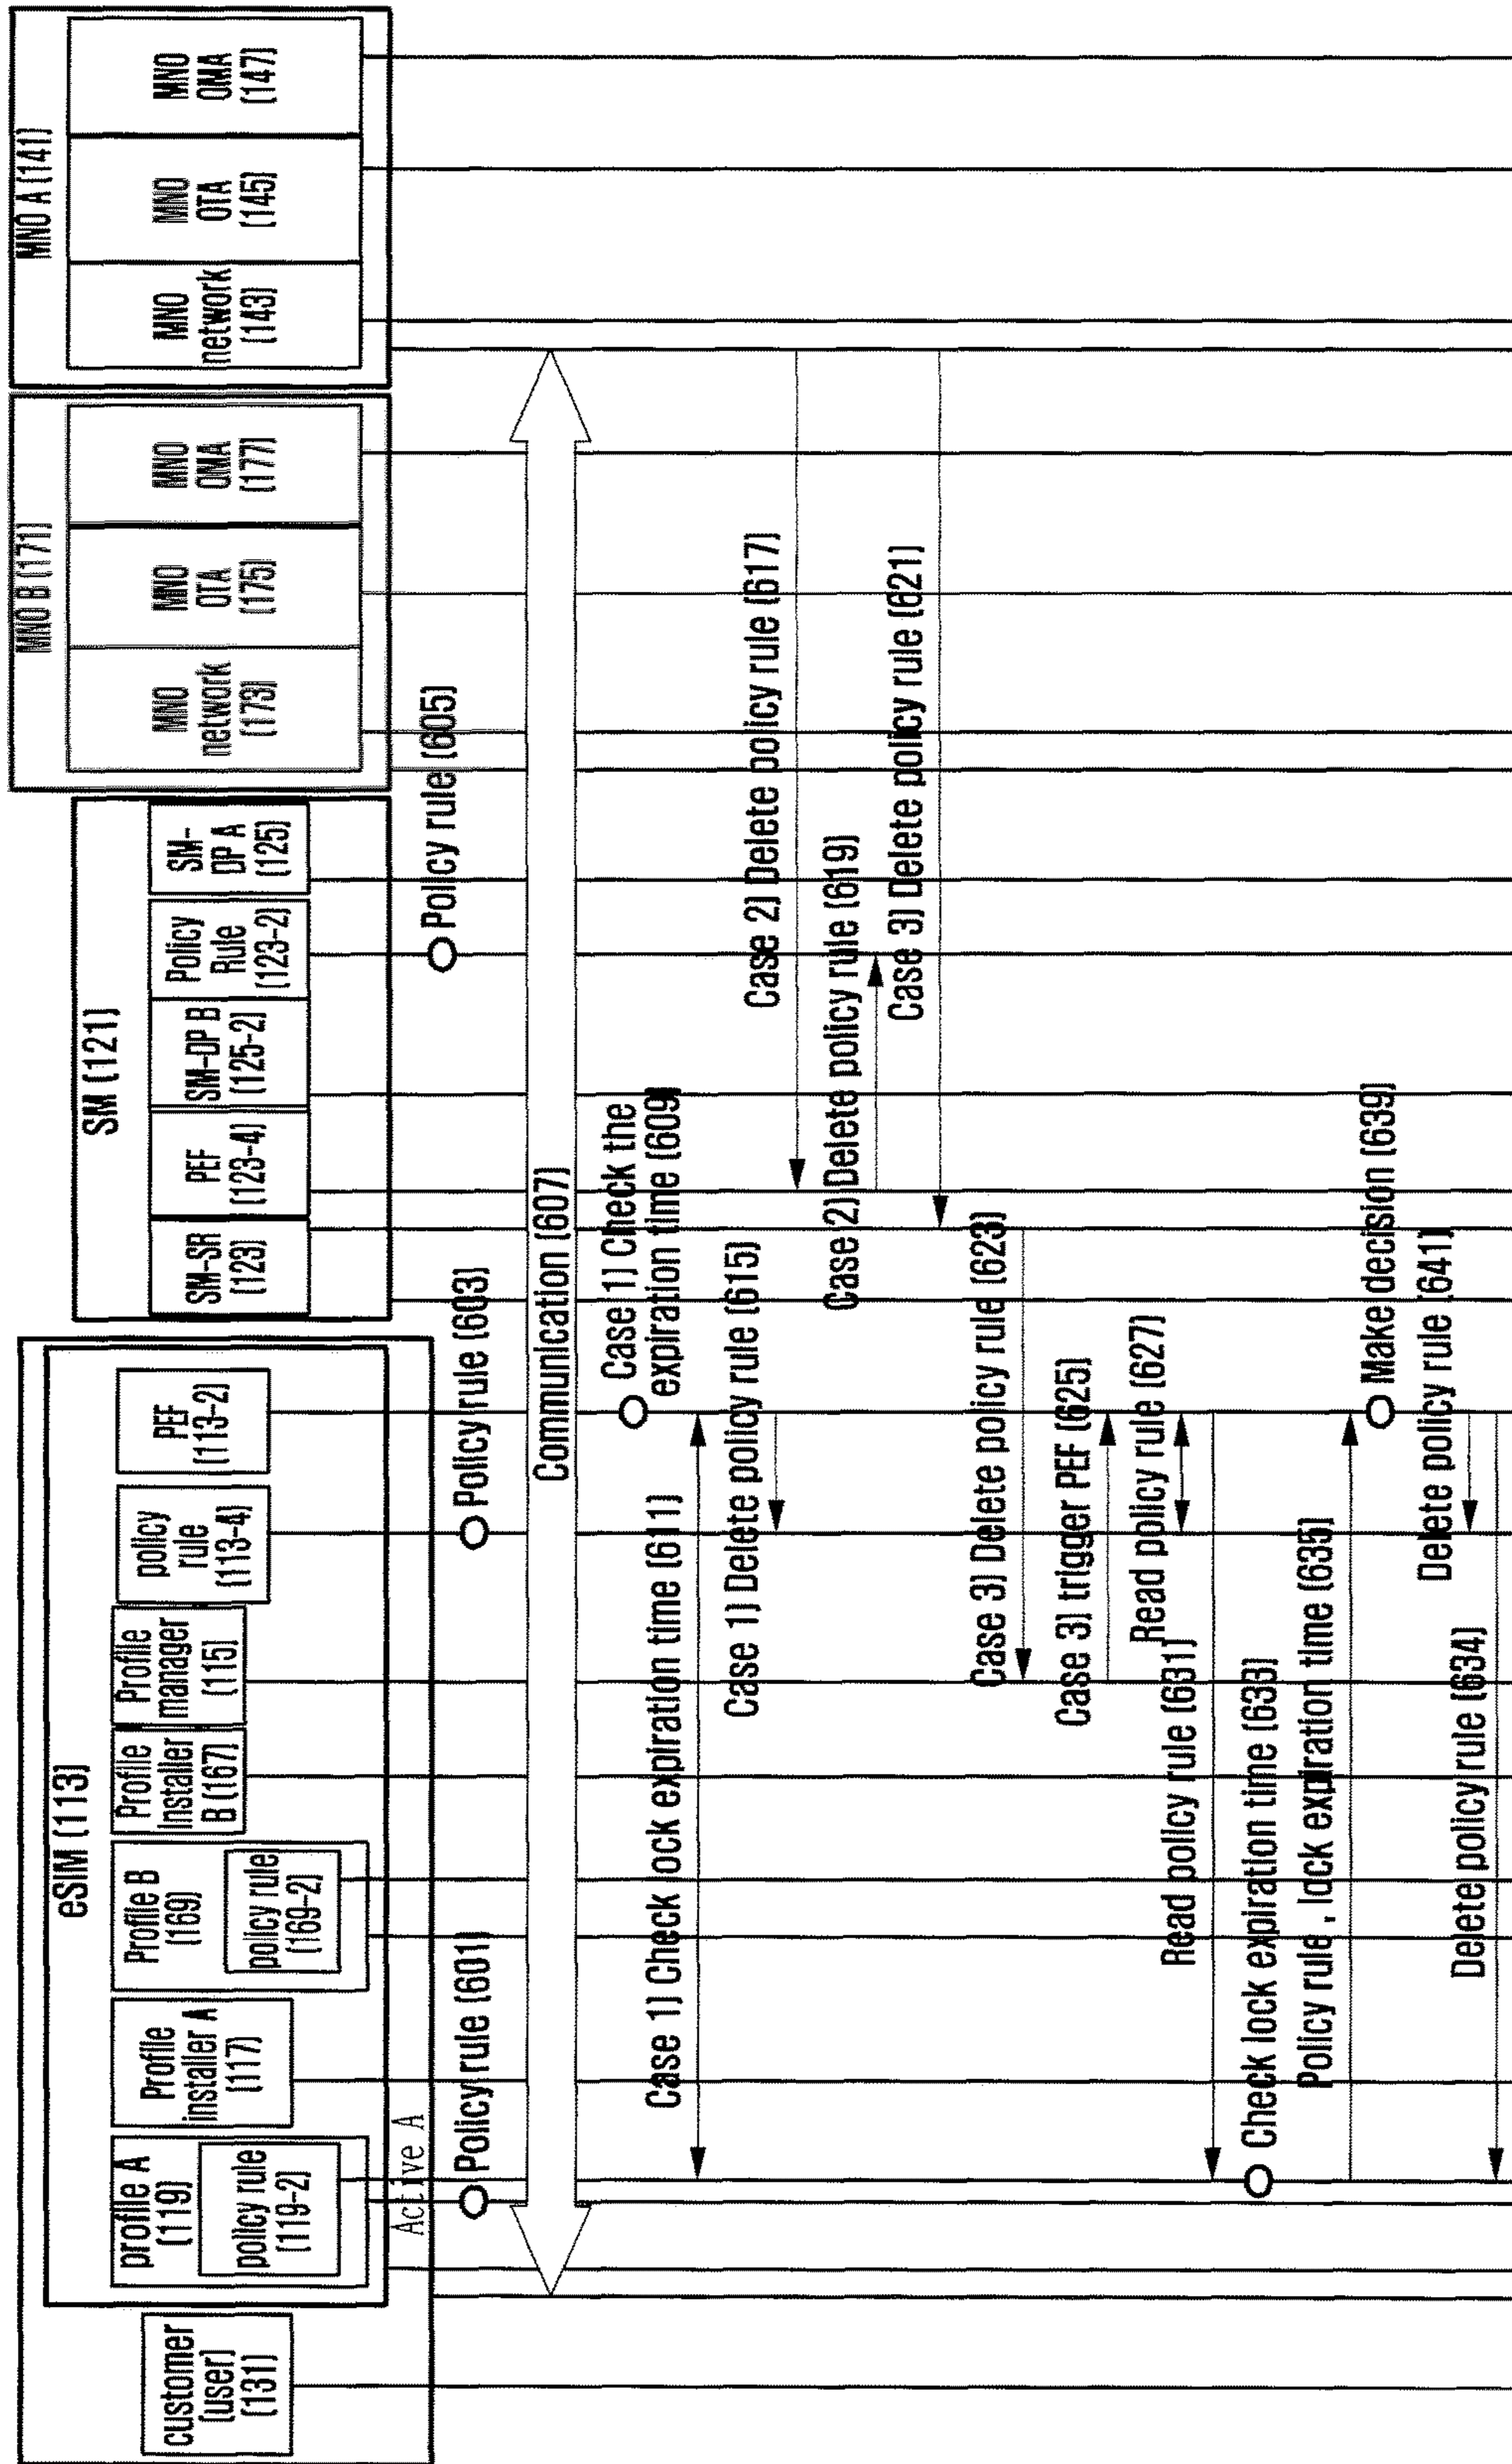 customer
(user)
(131)
eSIM (113)
profile A
(119)
policy rule
(119-2)
Profile
installer A
(117)
Profile B
(169)
policy rule
(169-2)
Profile
Installer
B (167)
Profile
manager
(115)
policy
rule
(113-4)
PEF
(113-2)
Active A
SM (121)
SM-SR
(123)
PEF
(123-4)
SM-DP B
(125-2)
Policy
Rule
(123-2)
SM-
DP A
(125)
MNO B (171)
MNO
network
(173)
MNO
OTA
(175)
MNO
OMA
(177)
MNO A (141)
MNO
network
(143)
MNO
OTA
(145)
MNO
OMA
(147)
Policy rule (601)
Policy rule (603)
Policy rule (605)
Communication (607)
Case 1) Check the
expiration time (609)
Case 1) Check lock expiration time (611)
Case 1) Delete policy rule (615)
Case 2) Delete policy rule (617)
Case 2) Delete policy rule (619)
Case 3) Delete policy rule (621)
Case 3) Delete policy rule (623)
Case 3) trigger PEF (625)
Read policy rule (627)
Read policy rule (631)
Check lock expiration time (633)
Policy rule , lock expiration time (635)
Make decision (639)
Delete policy rule (641)
Delete policy rule (634)